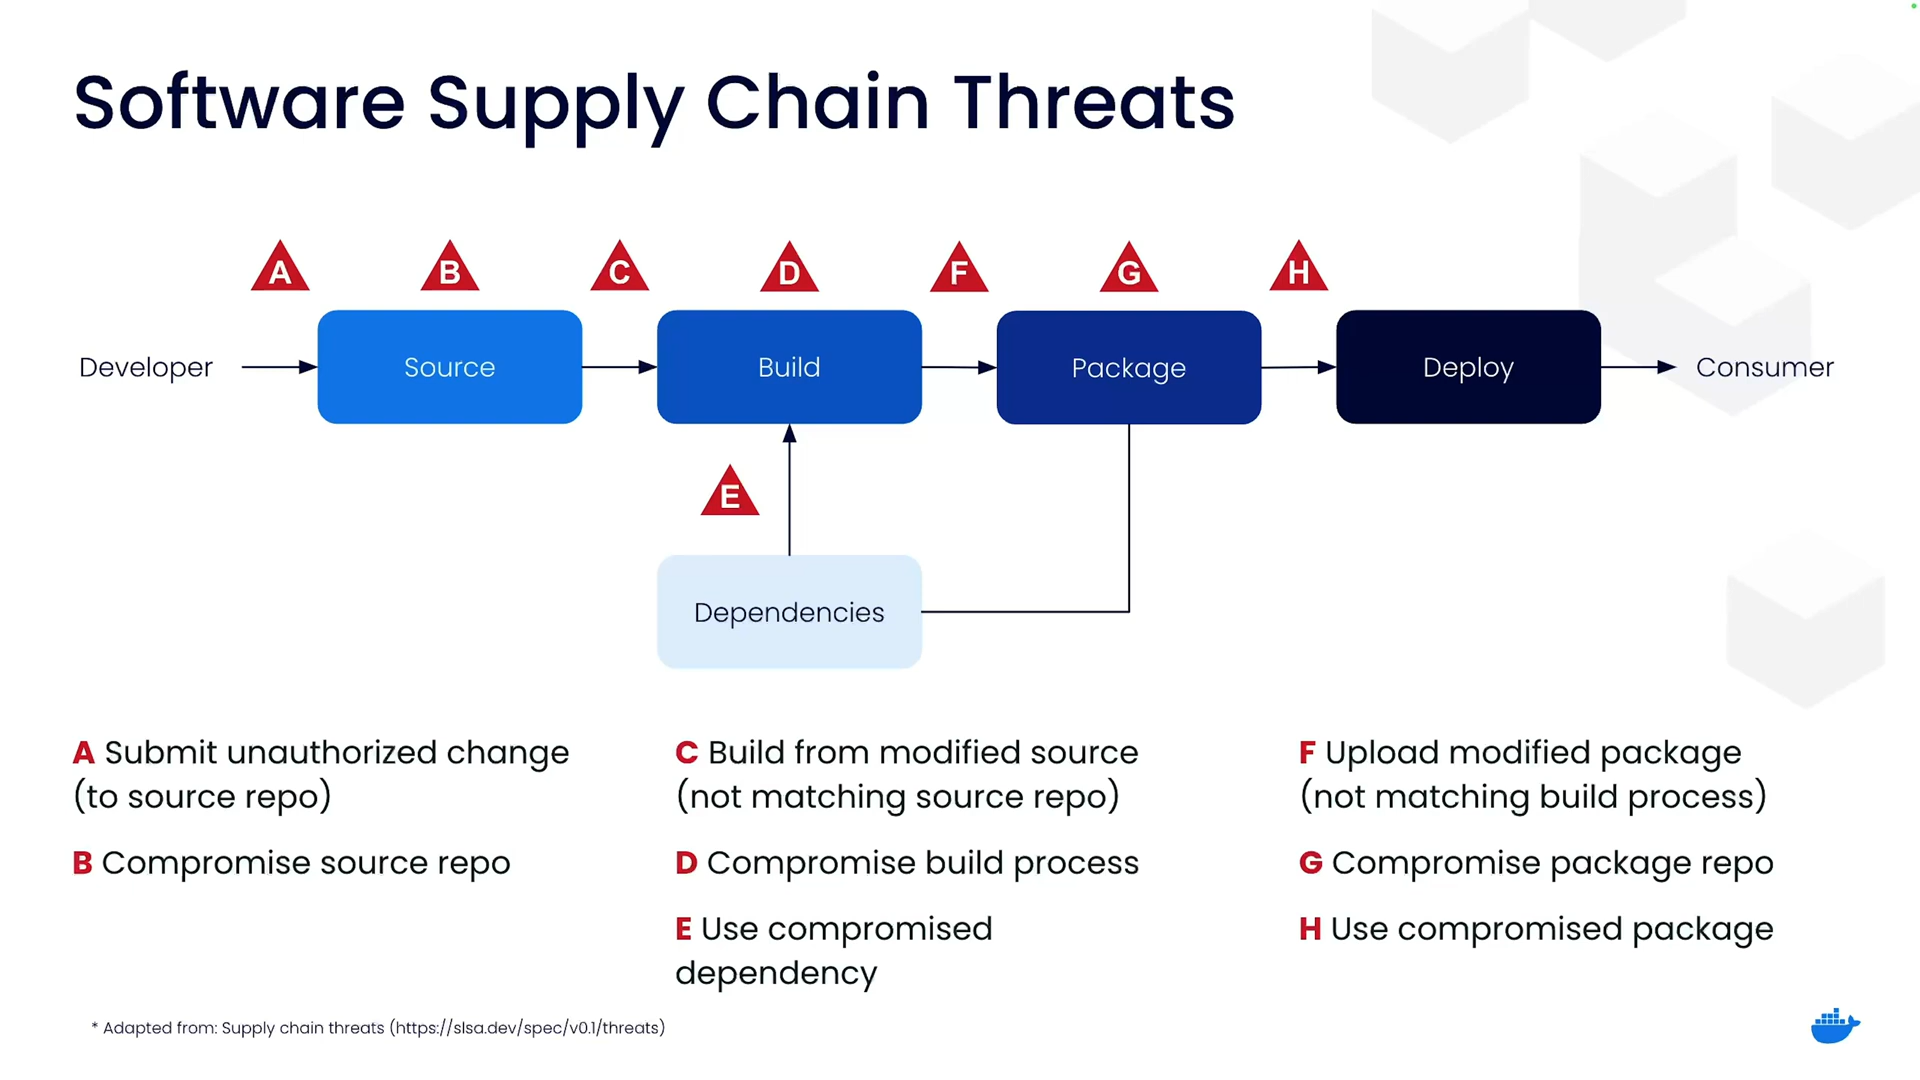 Software Supply Chain Threats
A
B
C
D
F
G
H
Developer
Source
Build
Package
Deploy
Consumer
E
Dependencies
A Submit unauthorized change
(to source repo)
B Compromise source repo
C Build from modified source
(not matching source repo)
D Compromise build process
E Use compromised
dependency
F Upload modified package
(not matching build process)
G Compromise package repo
H Use compromised package
* Adapted from: Supply chain threats (https://slsa.dev/spec/v0.1/threats)